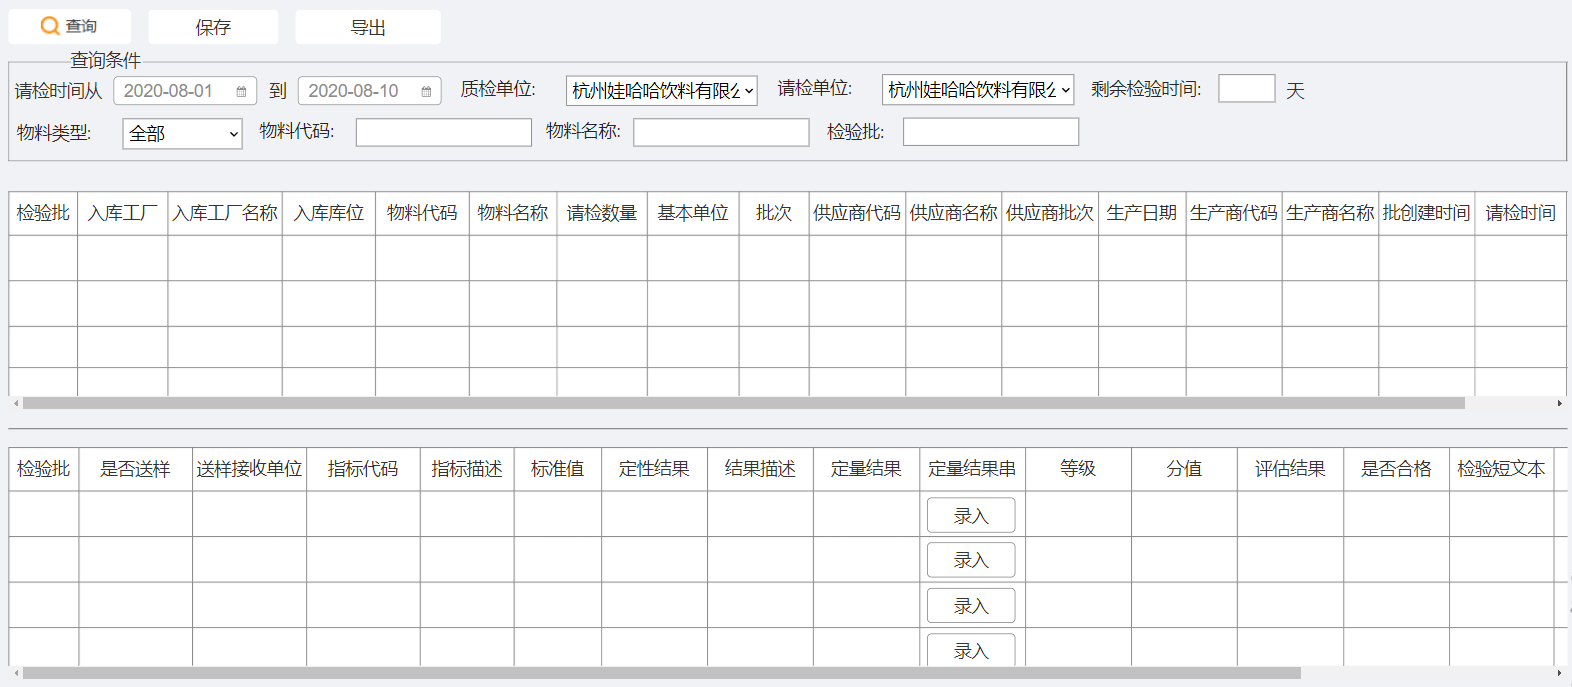 查询 保存 导出
查询条件
请检时间从 2020-08-01 到 2020-08-10 质检单位: 杭州娃哈哈饮料有限公 请检单位: 杭州娃哈哈饮料有限公 剩余检验时间: 天
物料类型: 全部 物料代码: 物料名称: 检验批:
检验批 入库工厂 入库工厂名称 入库库位 物料代码 物料名称 请检数量 基本单位 批次 供应商代码 供应商名称 供应商批次 生产日期 生产商代码 生产商名称 批创建时间 请检时间
检验批 是否送样 送样接收单位 指标代码 指标描述 标准值 定性结果 结果描述 定量结果 定量结果串 等级 分值 评估结果 是否合格 检验短文本
录入
录入
录入
录入